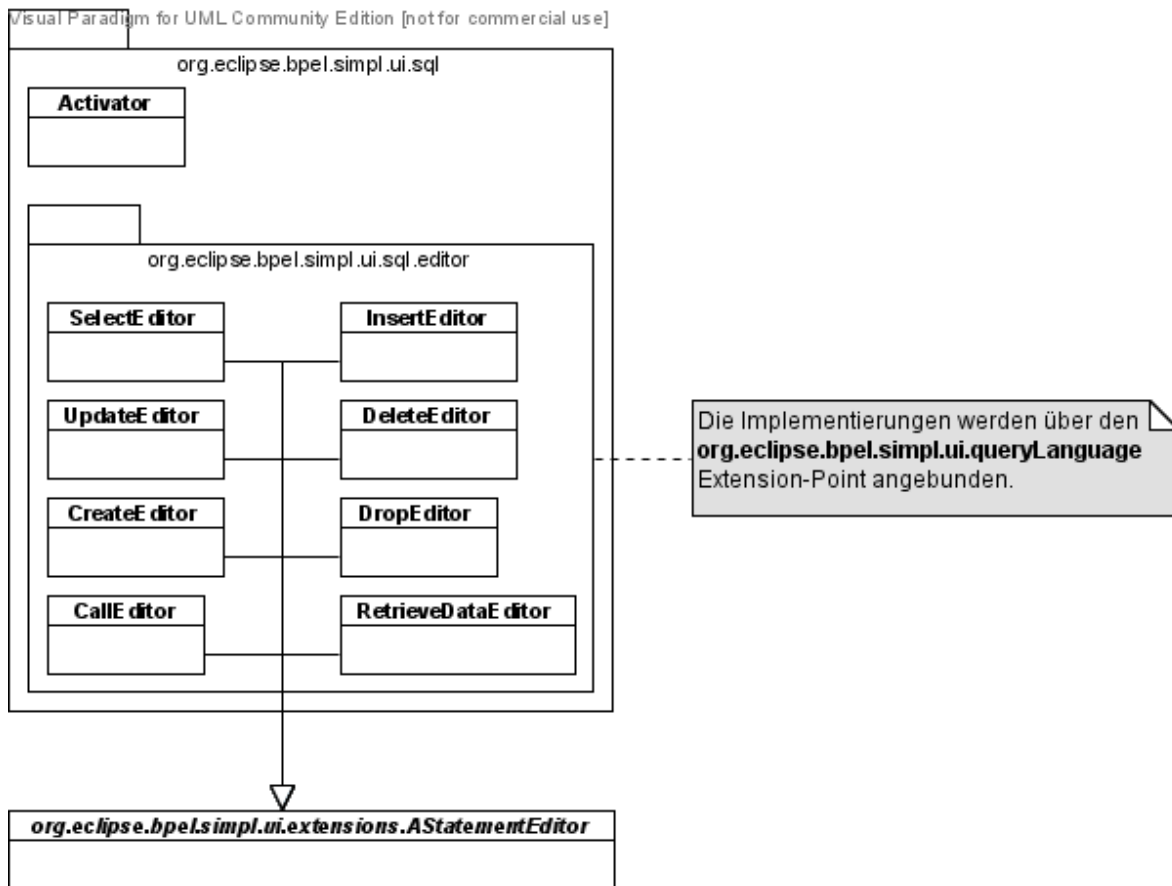 Visual Paradigm for UML Community Edition [not for commercial use]
org.eclipse.bpel.simpl.ui.sql
Activator
org.eclipse.bpel.simpl.ui.sql.editor
SelectEditor
InsertEditor
UpdateEditor
DeleteEditor
CreateEditor
DropEditor
CallEditor
RetrieveDataEditor
Die Implementierungen werden über den
org.eclipse.bpel.simpl.ui.queryLanguage
Extension-Point angebunden.
org.eclipse.bpel.simpl.ui.extensions.AStatementEditor